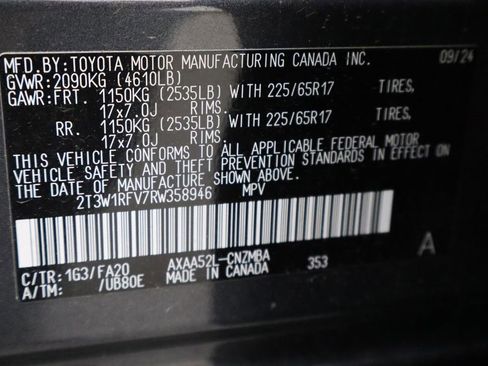 MFD.BY:TOYOTA MOTOR MANUFACTURING CANADA INC. 09/24
GVWR:2090KG (4610LB)
GAWR:FRT. 1150KG (2535LB) WITH 225/65R17 TIRES,
17x7.0J RIMS.
RR. 1150KG (2535LB) WITH 225/65R17 TIRES,
17x7.0J RIMS.
THIS VEHICLE CONFORMS TO ALL APPLICABLE FEDERAL MOTOR
VEHICLE SAFETY AND THEFT PREVENTION STANDARDS IN EFFECT
ON THE DATE OF MANUFACTURE SHOWN ABOVE.
2T3W1RFV7RW358946 MPV
A
C/TR: 1G3/FA20 AXAA52L-CNZMBA 353
A/TM: /UB80E MADE IN CANADA